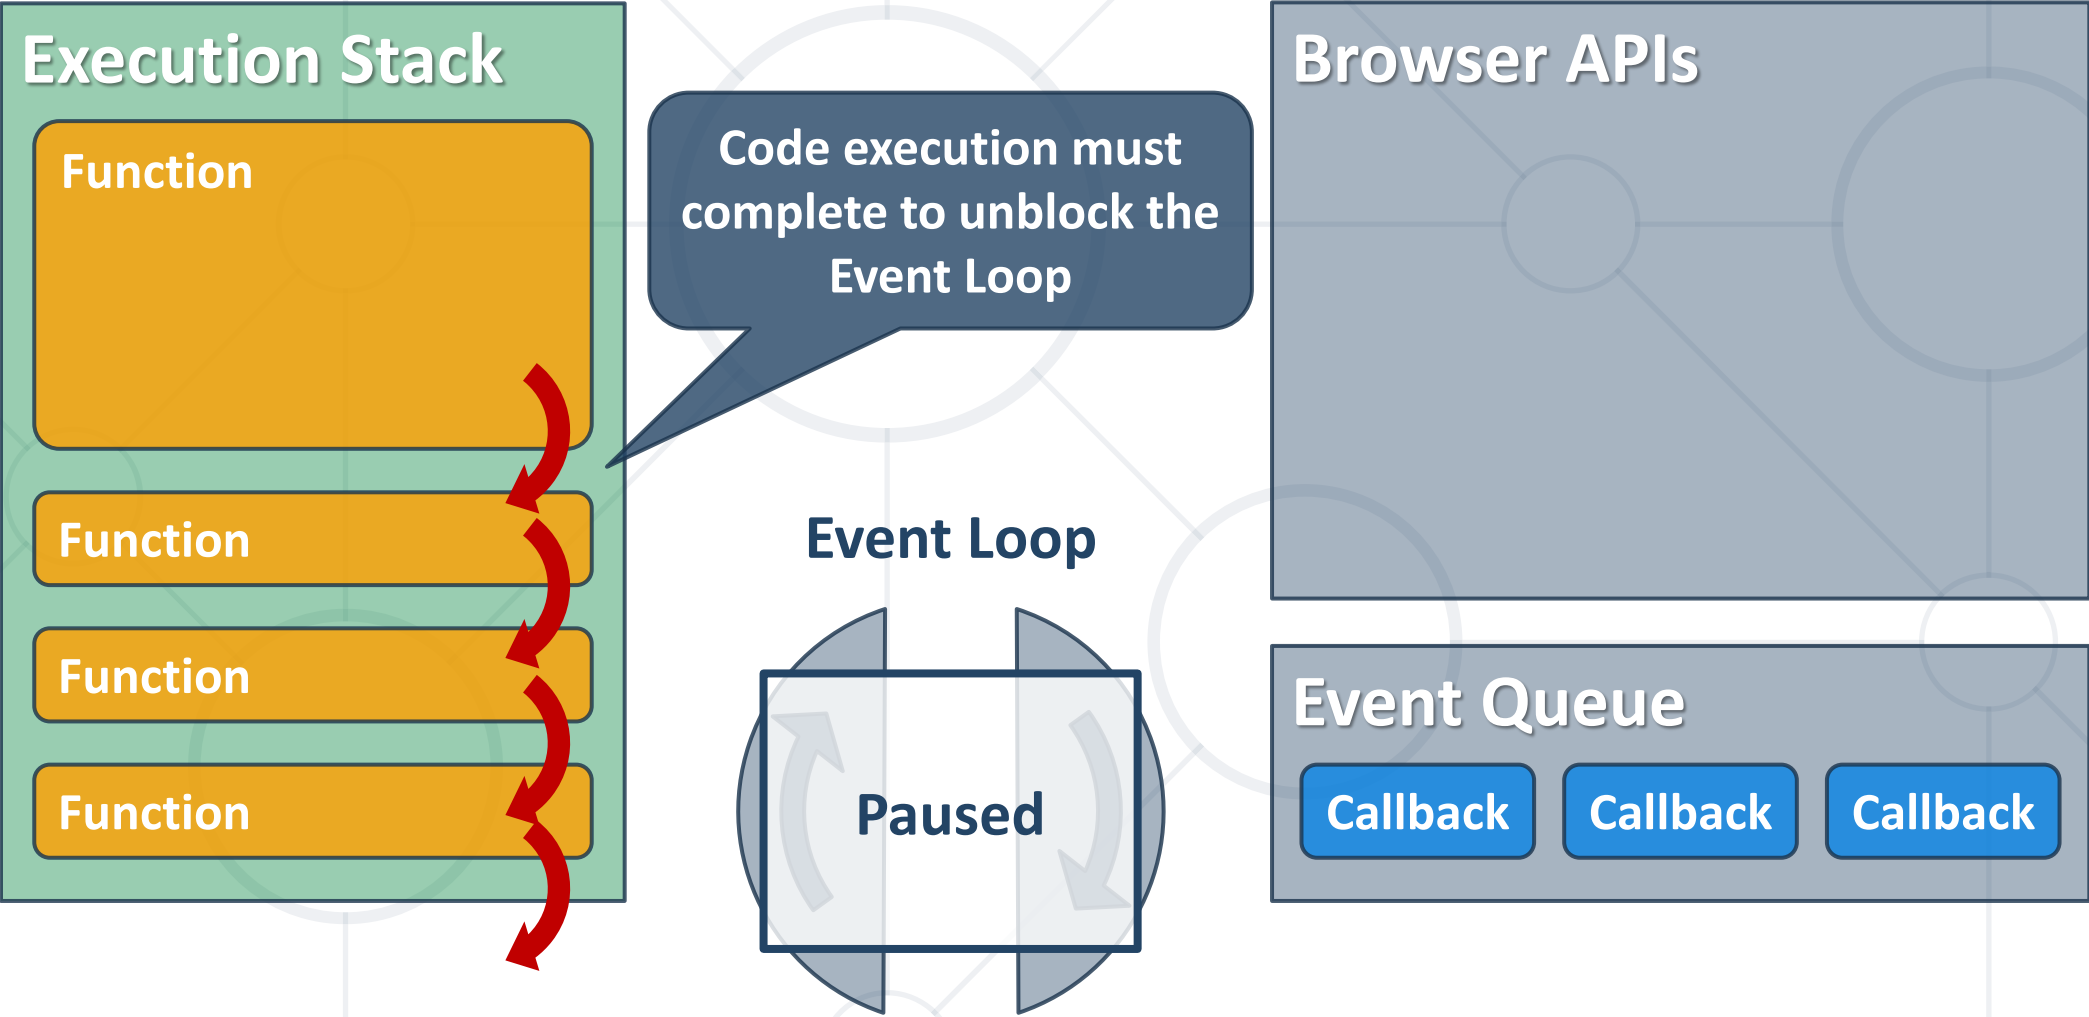 Execution Stack
Function
Function
Function
Function
Code execution must
complete to unblock the
Event Loop
Event Loop
Paused
Browser APIs
Event Queue
Callback
Callback
Callback